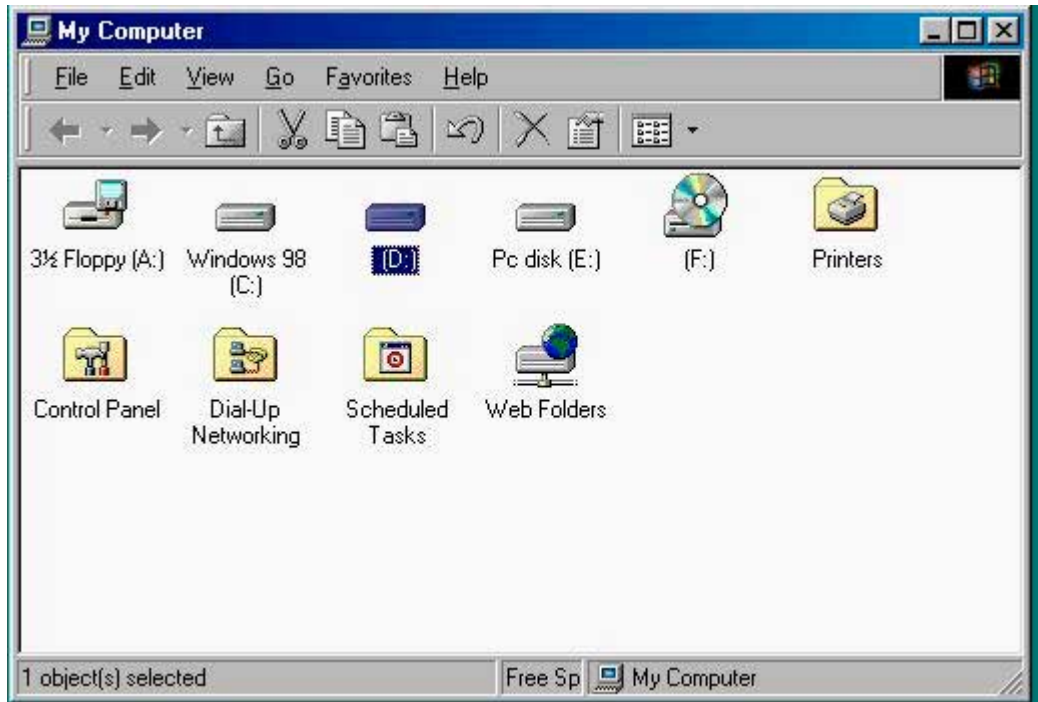 My Computer
File Edit View Go Favorites Help
3½ Floppy (A:) Windows 98 (D:) Pc disk (E:) (F:) Printers
(C:)
Control Panel Dial-Up Scheduled Web Folders
Networking Tasks
1 object(s) selected Free Sp My Computer